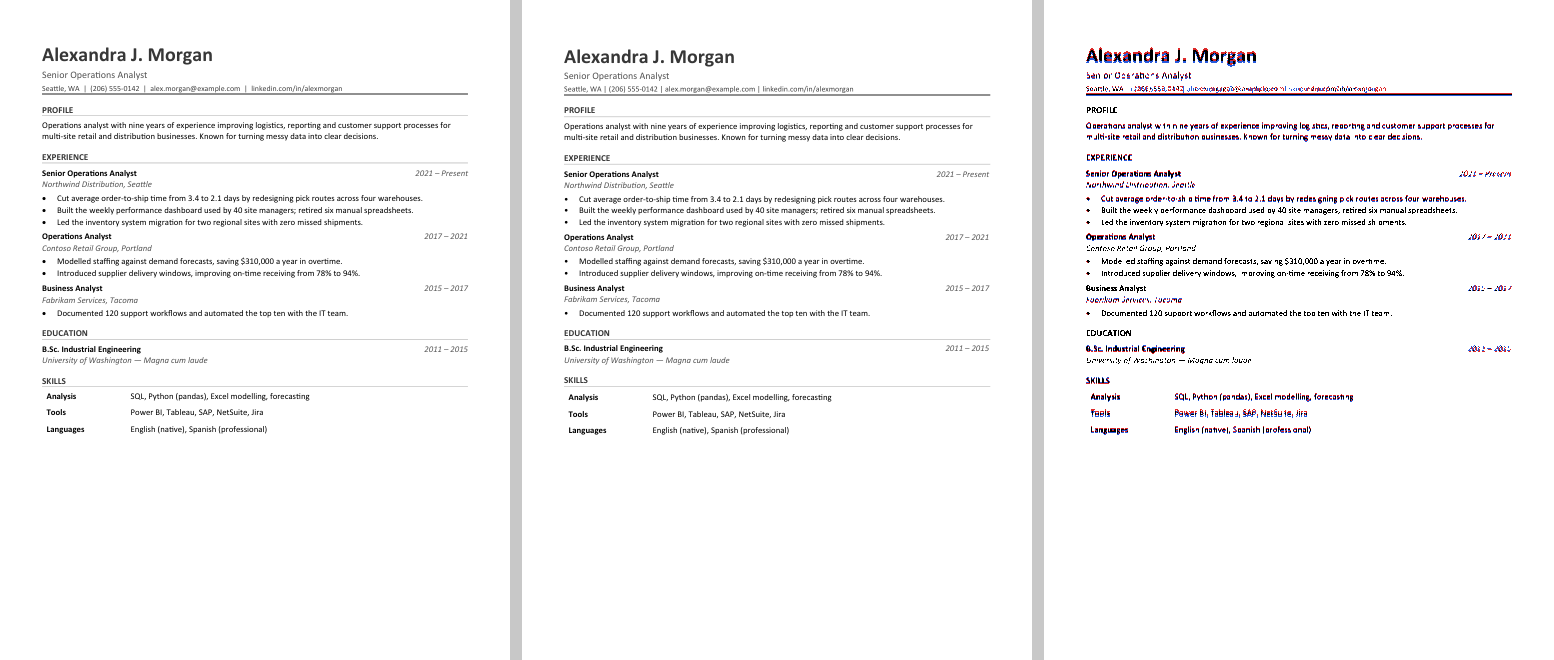 Alexandra J. Morgan
Senior Operations Analyst
Seattle, WA | (206) 555-0142 | alex.morgan@example.com | linkedin.com/in/alexmorgan
PROFILE
Operations analyst with nine years of experience improving logistics, reporting and customer support processes for
multi-site retail and distribution businesses. Known for turning messy data into clear decisions.
EXPERIENCE
Senior Operations Analyst 2021 – Present
Northwind Distribution, Seattle
• Cut average order-to-ship time from 3.4 to 2.1 days by redesigning pick routes across four warehouses.
• Built the weekly performance dashboard used by 40 site managers; retired six manual spreadsheets.
• Led the inventory system migration for two regional sites with zero missed shipments.
Operations Analyst 2017 – 2021
Contoso Retail Group, Portland
• Modelled staffing against demand forecasts, saving $310,000 a year in overtime.
• Introduced supplier delivery windows, improving on-time receiving from 78% to 94%.
Business Analyst 2015 – 2017
Fabrikam Services, Tacoma
• Documented 120 support workflows and automated the top ten with the IT team.
EDUCATION
B.Sc. Industrial Engineering 2011 – 2015
University of Washington — Magna cum laude
SKILLS
Analysis SQL, Python (pandas), Excel modelling, forecasting
Tools Power BI, Tableau, SAP, NetSuite, Jira
Languages English (native), Spanish (professional)
Alexandra J. Morgan
Senior Operations Analyst
Seattle, WA | (206) 555-0142 | alex.morgan@example.com | linkedin.com/in/alexmorgan
PROFILE
Operations analyst with nine years of experience improving logistics, reporting and customer support processes for
multi-site retail and distribution businesses. Known for turning messy data into clear decisions.
EXPERIENCE
Senior Operations Analyst 2021 – Present
Northwind Distribution, Seattle
• Cut average order-to-ship time from 3.4 to 2.1 days by redesigning pick routes across four warehouses.
• Built the weekly performance dashboard used by 40 site managers; retired six manual spreadsheets.
• Led the inventory system migration for two regional sites with zero missed shipments.
Operations Analyst 2017 – 2021
Contoso Retail Group, Portland
• Modelled staffing against demand forecasts, saving $310,000 a year in overtime.
• Introduced supplier delivery windows, improving on-time receiving from 78% to 94%.
Business Analyst 2015 – 2017
Fabrikam Services, Tacoma
• Documented 120 support workflows and automated the top ten with the IT team.
EDUCATION
B.Sc. Industrial Engineering 2011 – 2015
University of Washington — Magna cum laude
SKILLS
Analysis SQL, Python (pandas), Excel modelling, forecasting
Tools Power BI, Tableau, SAP, NetSuite, Jira
Languages English (native), Spanish (professional)
Alexandra J. Morgan
Senior Operations Analyst
Seattle, WA
PROFILE
Operations analyst with nine years of experience improving logistics, reporting and customer support processes for
multi-site retail and distribution businesses. Known for turning messy data into clear decisions.
EXPERIENCE
Senior Operations Analyst 2021 – Present
Northwind Distribution, Seattle
• Cut average order-to-ship time from 3.4 to 2.1 days by redesigning pick routes across four warehouses.
• Built the weekly performance dashboard used by 40 site managers; retired six manual spreadsheets.
• Led the inventory system migration for two regional sites with zero missed shipments.
Operations Analyst 2017 – 2021
Contoso Retail Group, Portland
• Modelled staffing against demand forecasts, saving $310,000 a year in overtime.
• Introduced supplier delivery windows, improving on-time receiving from 78% to 94%.
Business Analyst 2015 – 2017
Fabrikam Services, Tacoma
• Documented 120 support workflows and automated the top ten with the IT team.
EDUCATION
B.Sc. Industrial Engineering 2011 – 2015
University of Washington — Magna cum laude
SKILLS
Analysis SQL, Python (pandas), Excel modelling, forecasting
Tools Power BI, Tableau, SAP, NetSuite, Jira
Languages English (native), Spanish (professional)